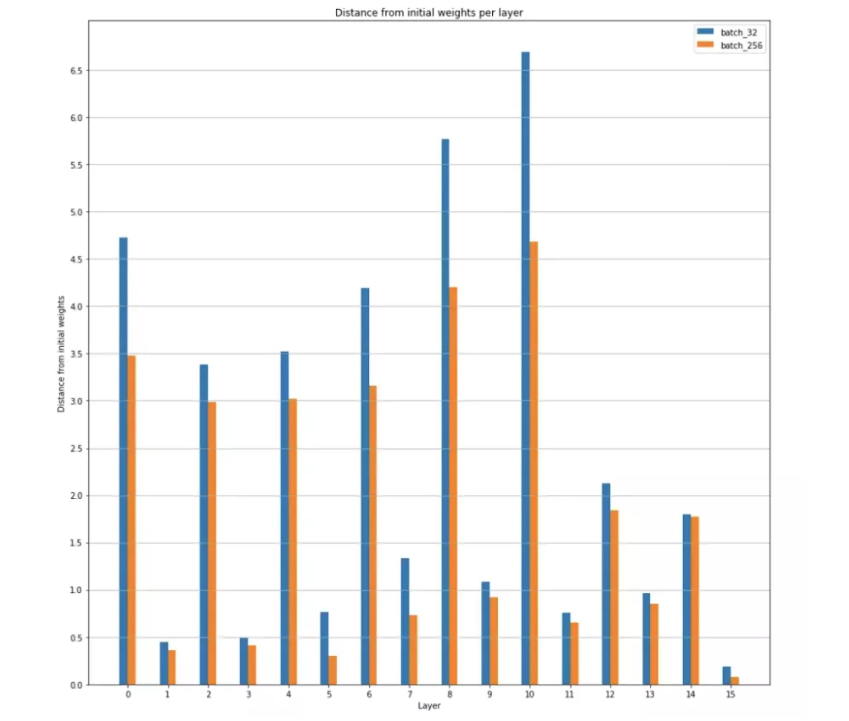 Distance from initial weights per layer
batch_32
batch_256
Distance from initial weights
6.5
6.0
5.5
5.0
4.5
4.0
3.5
3.0
2.5
2.0
1.5
1.0
0.5
0.0
0 1 2 3 4 5 6 7 8 9 10 11 12 13 14 15
Layer